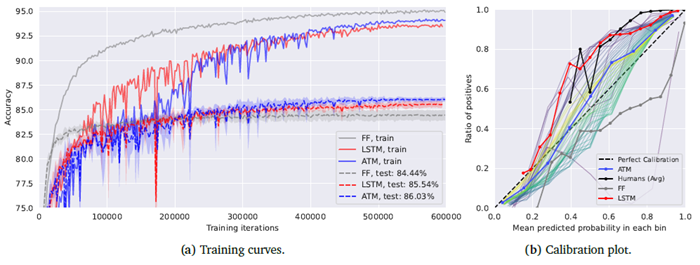 95.0
92.5
90.0
87.5
85.0
82.5
80.0
77.5
75.0
Accuracy
0
100000
200000
300000
400000
500000
600000
Training iterations
FF, train
LSTM, train
ATM, train
FF, test: 84.44%
LSTM, test: 85.54%
ATM, test: 86.03%
(a) Training curves.
1.0
0.8
0.6
0.4
0.2
0.0
Ratio of positives
0.0
0.2
0.4
0.6
0.8
1.0
Mean predicted probability in each bin
Perfect Calibration
ATM
Humans (Avg)
FF
LSTM
(b) Calibration plot.